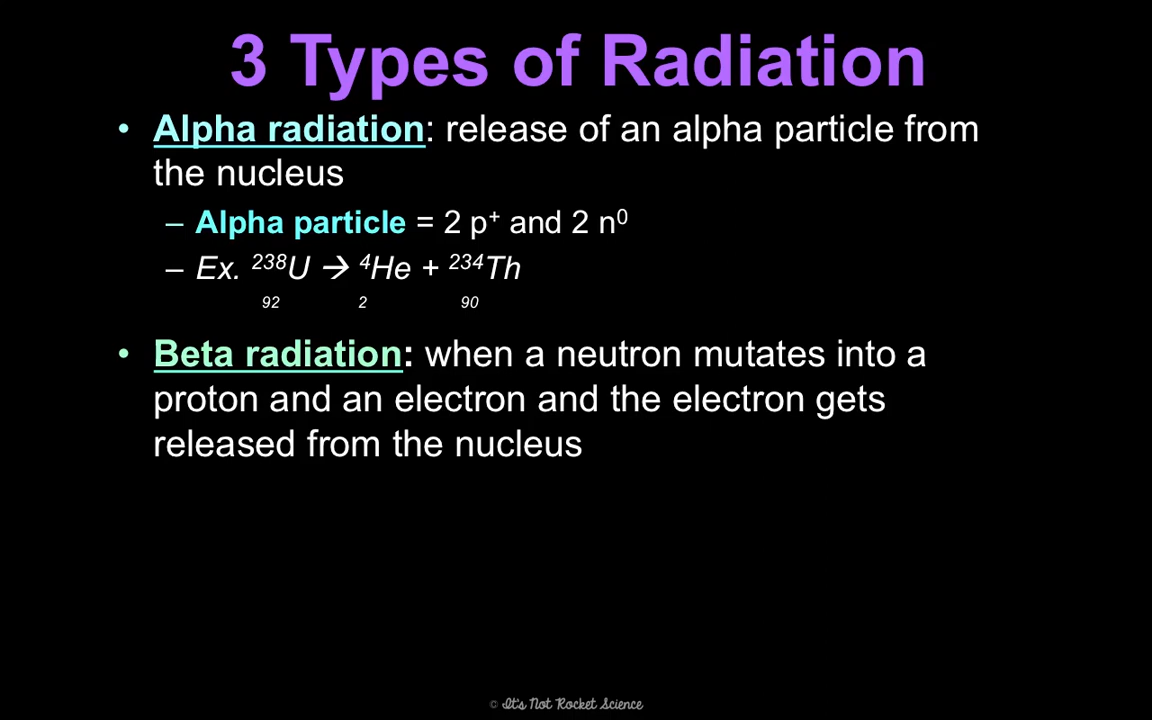 3 Types of Radiation
• Alpha radiation: release of an alpha particle from
the nucleus
– Alpha particle = 2 p⁺ and 2 n⁰
– Ex. ²³⁸U → ⁴He + ²³⁴Th
92 2 90
• Beta radiation: when a neutron mutates into a
proton and an electron and the electron gets
released from the nucleus
© It's Not Rocket Science